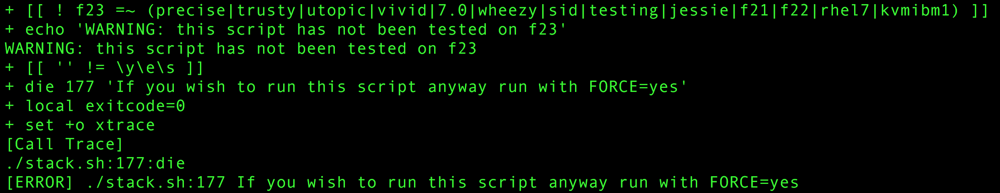 + [[ ! f23 =~ (precise|trusty|utopic|vivid|7.0|wheezy|sid|testing|jessie|f21|f22|rhel7|kvmibm1) ]]
+ echo 'WARNING: this script has not been tested on f23'
WARNING: this script has not been tested on f23
+ [[ '' != \y\e\s ]]
+ die 177 'If you wish to run this script anyway run with FORCE=yes'
+ local exitcode=0
+ set +o xtrace
[Call Trace]
./stack.sh:177:die
[ERROR] ./stack.sh:177 If you wish to run this script anyway run with FORCE=yes